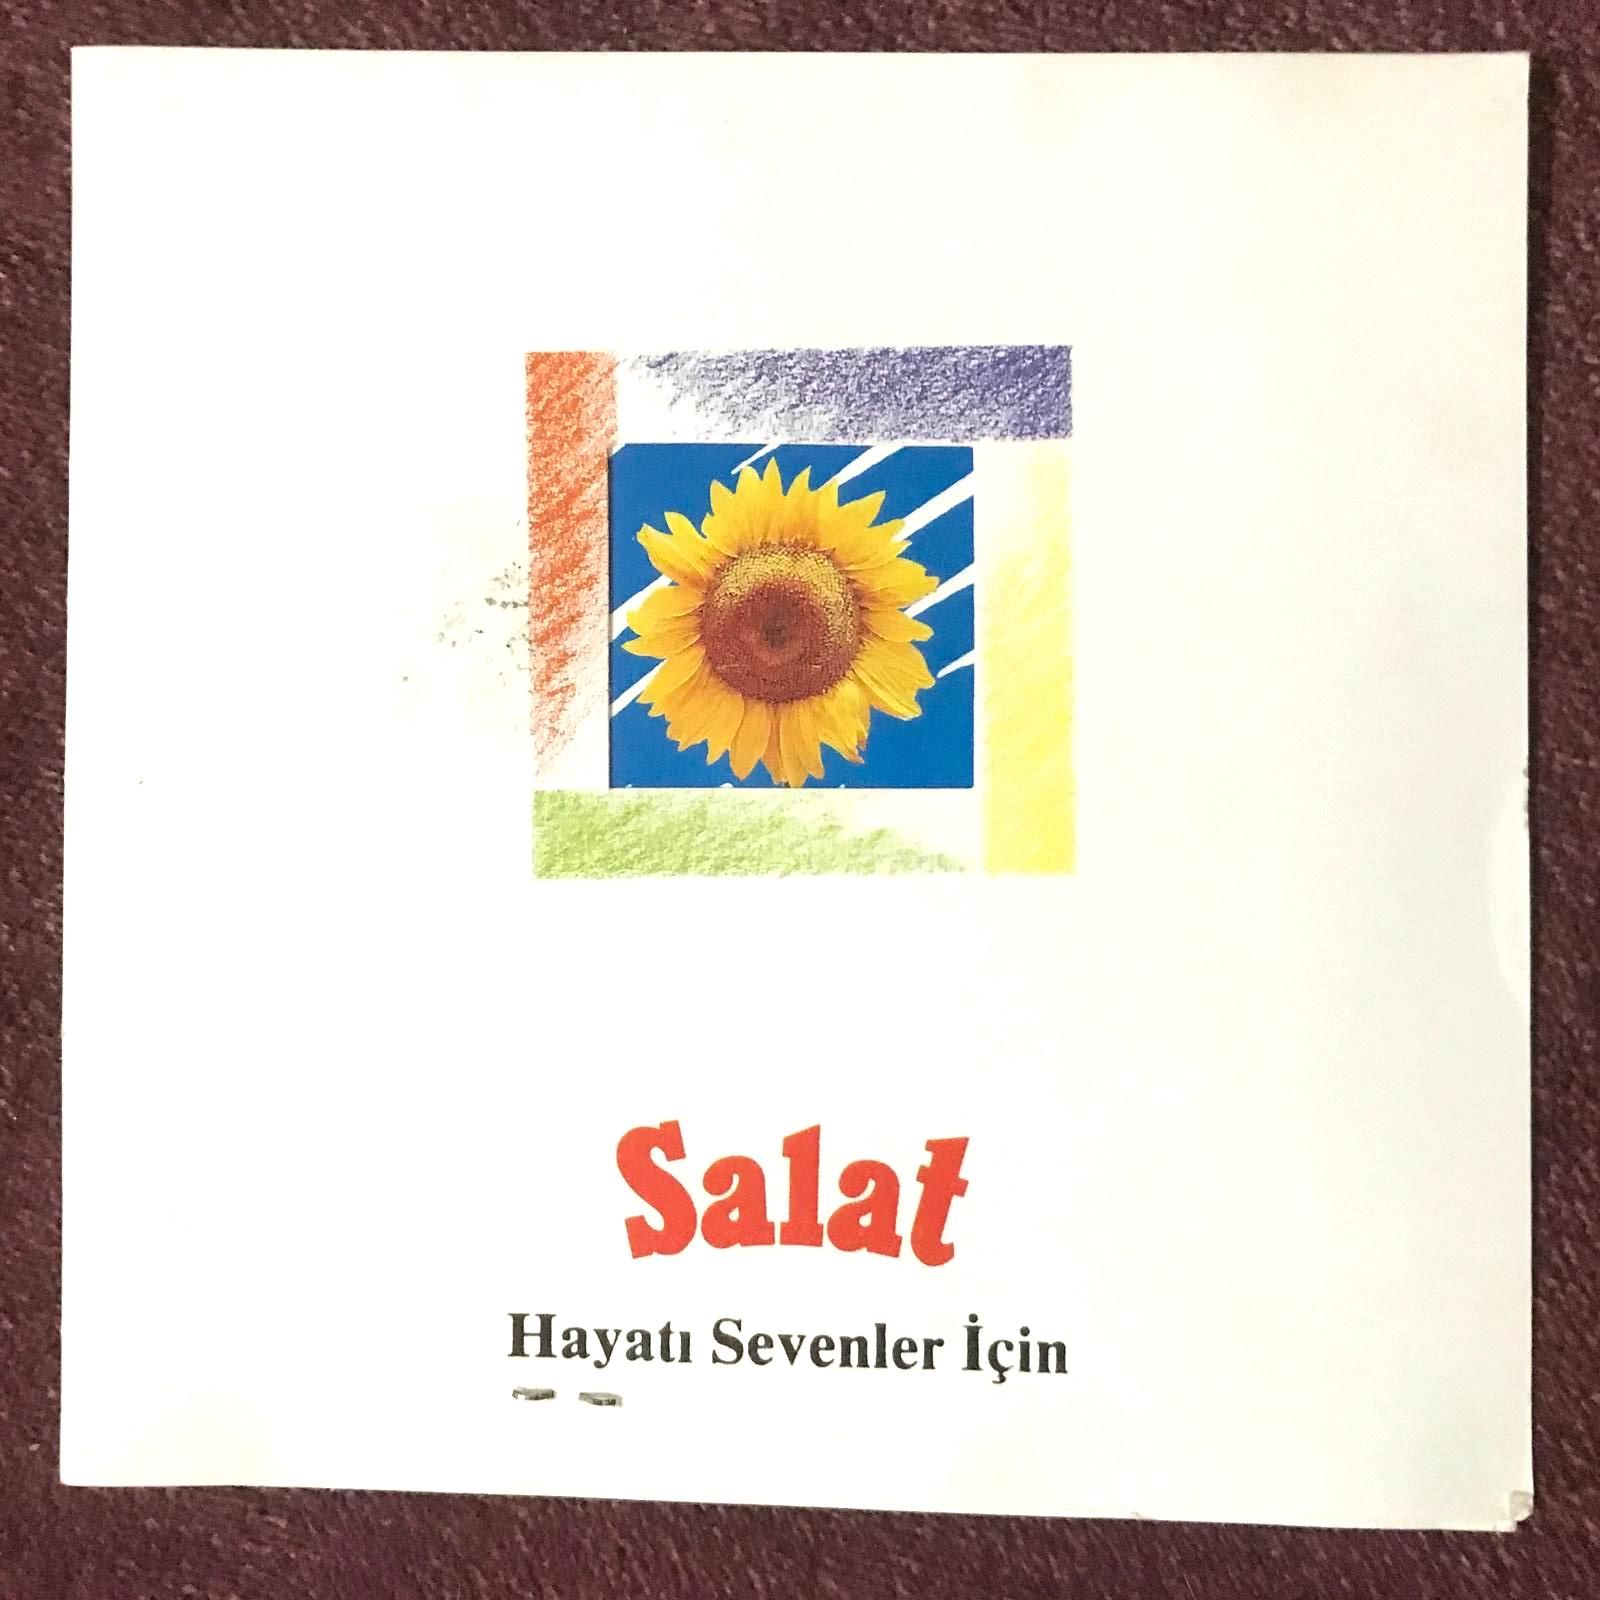 Salat
Hayatı Sevenler İçin